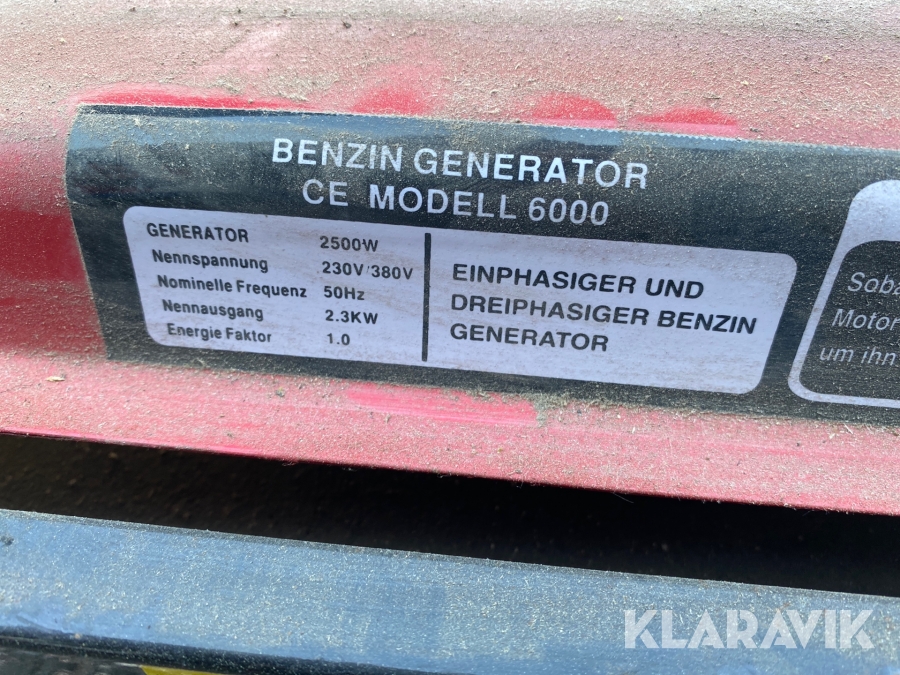 BENZIN GENERATOR
CE MODELL 6000
GENERATOR 2500W
Nennspannung 230V/380V
Nominelle Frequenz 50Hz
Nennausgang 2.3KW
Energie Faktor 1.0
EINPHASIGER UND
DREIPHASIGER BENZIN
GENERATOR
Motor
um ihn
KLARAVIK